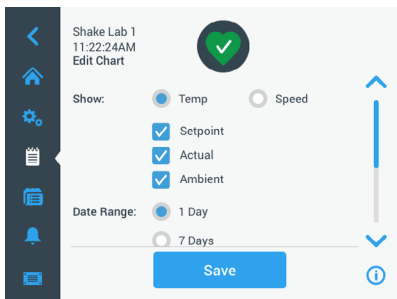 Shake Lab 1
11:22:24AM
Edit Chart
Show: Temp Speed
Setpoint
Actual
Ambient
Date Range: 1 Day
7 Days
Save